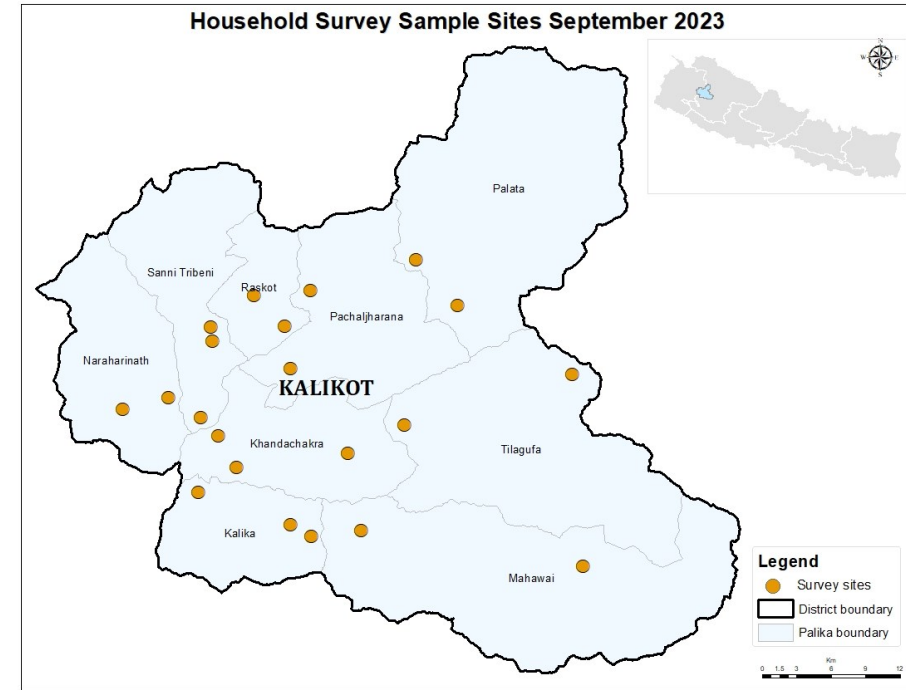 Household Survey Sample Sites September 2023
N
W E
S
Palata
Sanni Tribeni
Raskot
Pachaljharana
Naraharinath
KALIKOT
Khandachakra
Tilagufa
Kalika
Mahawai
Legend
Survey sites
District boundary
Palika boundary
Km
0 1.5 3 6 9 12